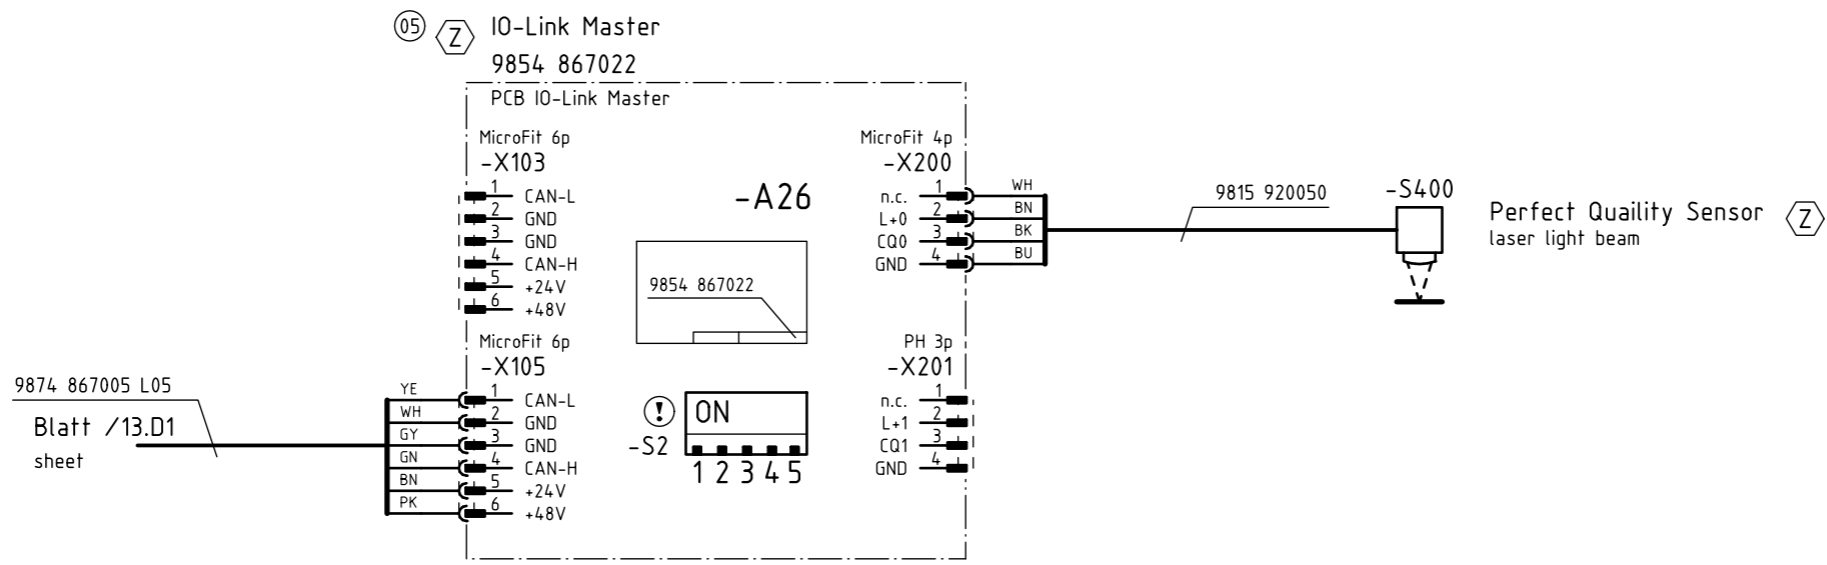 05 Z IO-Link Master
9854 867022
PCB IO-Link Master
MicroFit 6p
-X103
1 CAN-L
2 GND
3 GND
4 CAN-H
5 +24V
6 +48V
MicroFit 6p
-X105
9874 867005 L05
Blatt /13.D1
sheet
YE 1 CAN-L
WH 2 GND
GY 3 GND
GN 4 CAN-H
BN 5 +24V
PK 6 +48V
-A26
9854 867022
! ON
-S2
1 2 3 4 5
MicroFit 4p
-X200
n.c. 1 WH
L+0 2 BN
CQ0 3 BK
GND 4 BU
PH 3p
-X201
n.c. 1
L+1 2
CQ1 3
GND 4
9815 920050
-S400
Perfect Quaility Sensor Z
laser light beam